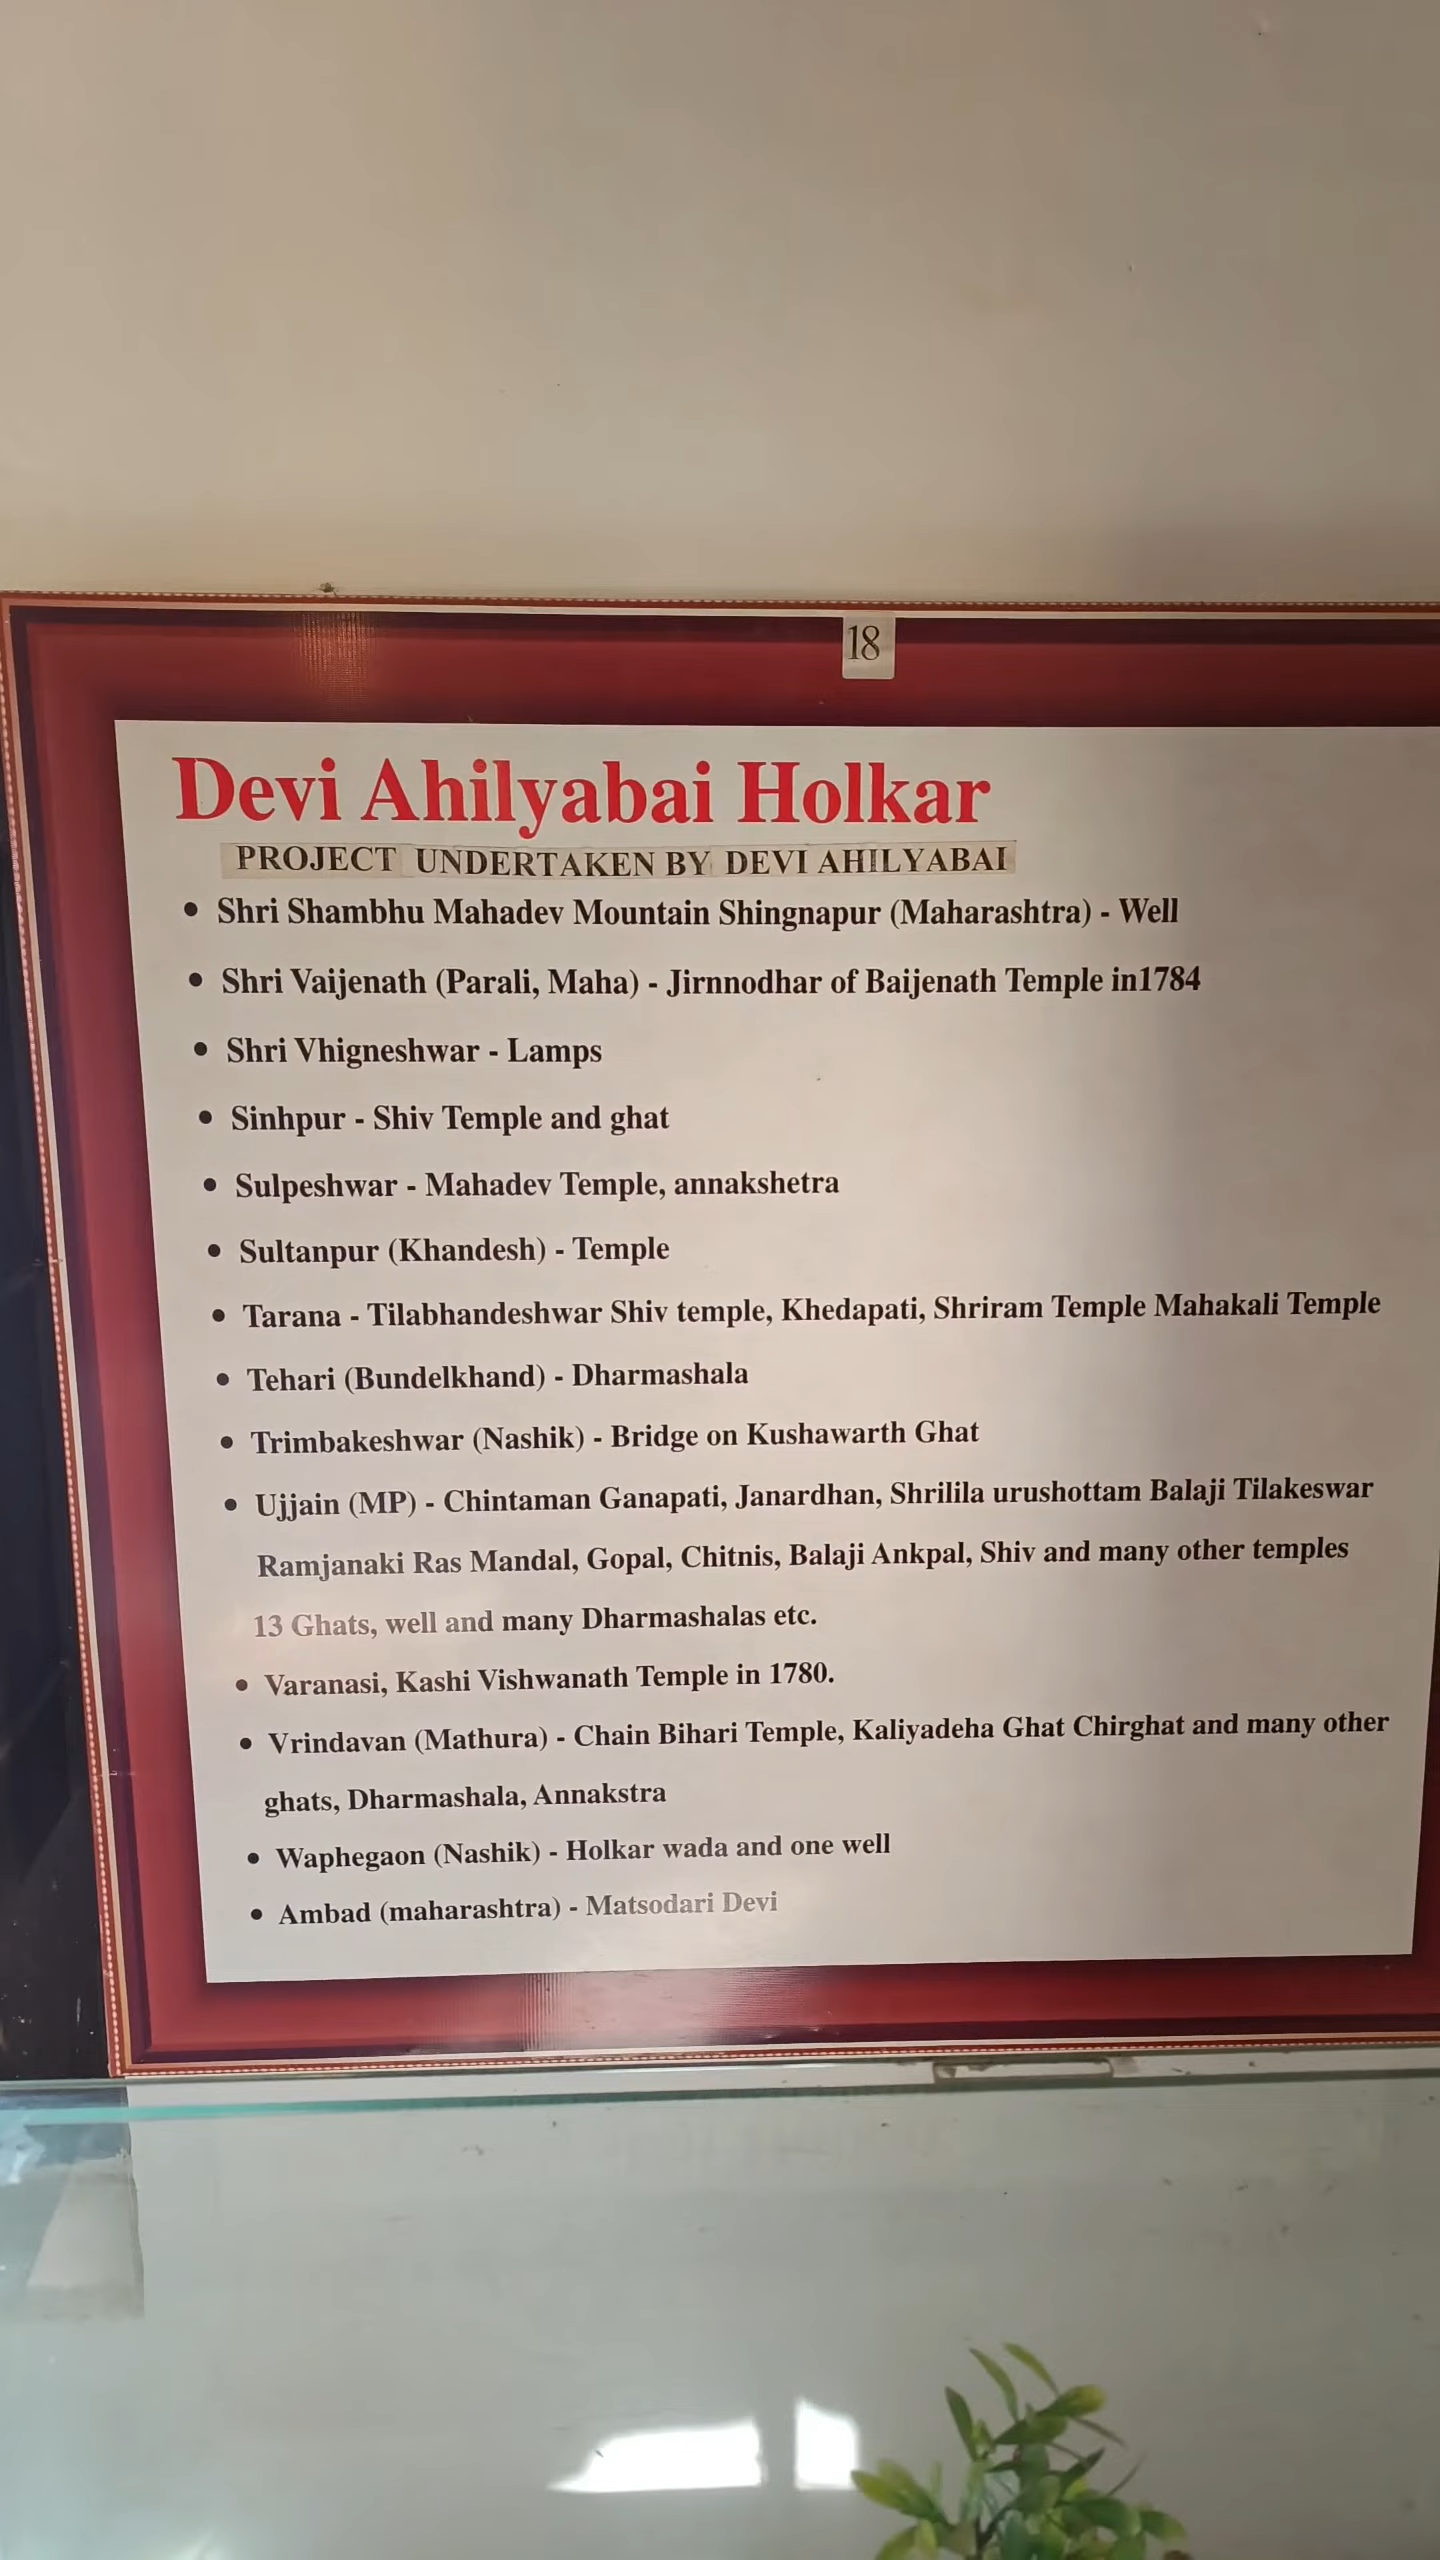 18
Devi Ahilyabai Holkar
PROJECT UNDERTAKEN BY DEVI AHILYABAI
• Shri Shambhu Mahadev Mountain Shingnapur (Maharashtra) - Well
• Shri Vaijenath (Parali, Maha) - Jirnnodhar of Baijenath Temple in1784
• Shri Vhigneshwar - Lamps
• Sinhpur - Shiv Temple and ghat
• Sulpeshwar - Mahadev Temple, annakshetra
• Sultanpur (Khandesh) - Temple
• Tarana - Tilabhandeshwar Shiv temple, Khedapati, Shriram Temple Mahakali Temple
• Tehari (Bundelkhand) - Dharmashala
• Trimbakeshwar (Nashik) - Bridge on Kushawarth Ghat
• Ujjain (MP) - Chintaman Ganapati, Janardhan, Shrilila urushottam Balaji Tilakeswar
Ramjanaki Ras Mandal, Gopal, Chitnis, Balaji Ankpal, Shiv and many other temples
13 Ghats, well and many Dharmashalas etc.
• Varanasi, Kashi Vishwanath Temple in 1780.
• Vrindavan (Mathura) - Chain Bihari Temple, Kaliyadeha Ghat Chirghat and many other
ghats, Dharmashala, Annakstra
• Waphegaon (Nashik) - Holkar wada and one well
• Ambad (maharashtra) - Matsodari Devi